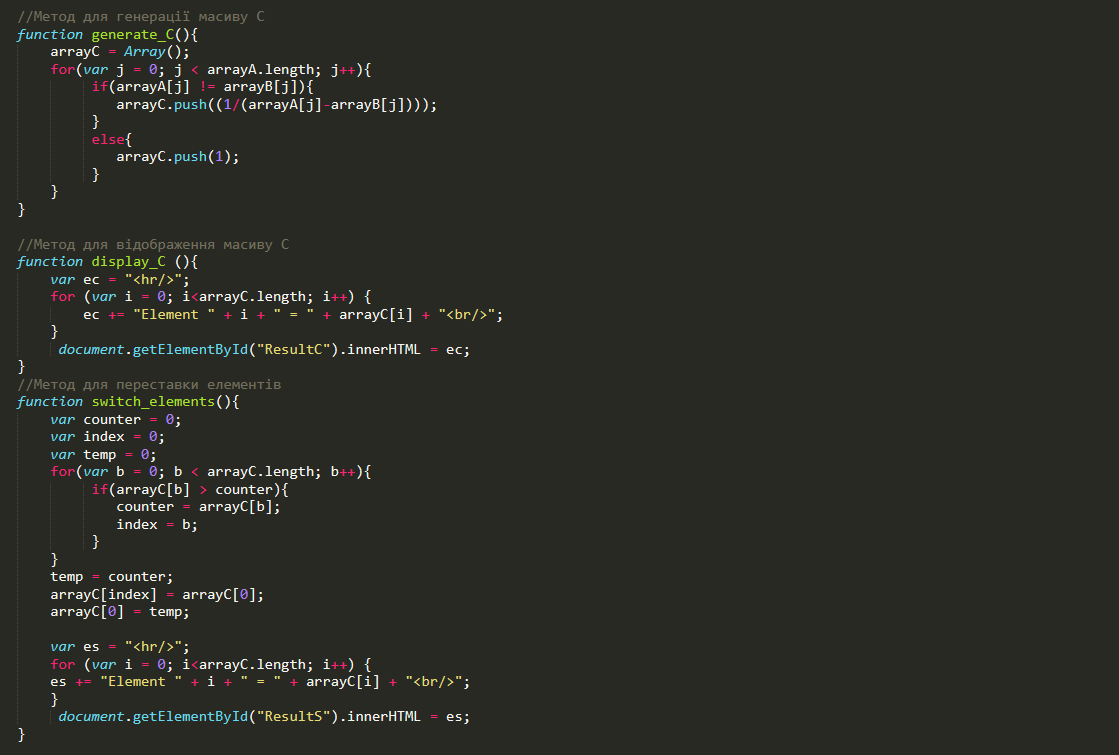 //Метод для генерації масиву C
function generate_C(){
    arrayC = Array();
    for(var j = 0; j < arrayA.length; j++){
         if(arrayA[j] != arrayB[j]){
            arrayC.push((1/(arrayA[j]-arrayB[j])));
         }
         else{
            arrayC.push(1);
         }
    }
}

//Метод для відображення масиву C
function display_C (){
    var ec = "<hr/>";
    for (var i = 0; i<arrayC.length; i++) {
        ec += "Element " + i + " = " + arrayC[i] + "<br/>";
    }
     document.getElementById("ResultC").innerHTML = ec;
}
//Метод для переставки елементів
function switch_elements(){
    var counter = 0;
    var index = 0;
    var temp = 0;
    for(var b = 0; b < arrayC.length; b++){
         if(arrayC[b] > counter){
            counter = arrayC[b];
            index = b;
         }
    }
    temp = counter;
    arrayC[index] = arrayC[0];
    arrayC[0] = temp;

    var es = "<hr/>";
    for (var i = 0; i<arrayC.length; i++) {
    es += "Element " + i + " = " + arrayC[i] + "<br/>";
    }
     document.getElementById("ResultS").innerHTML = es;
}